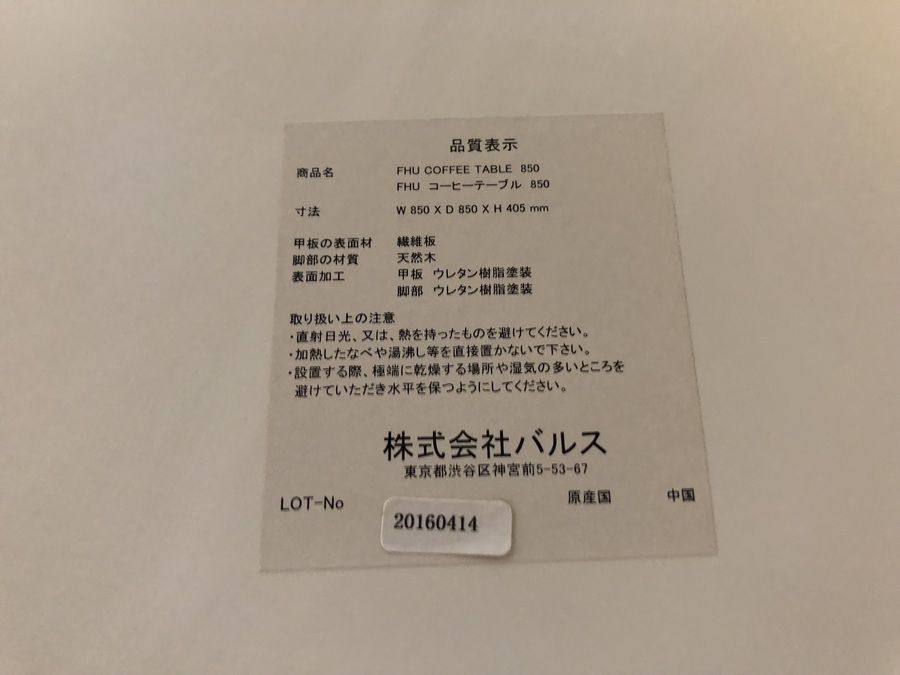 品質表示
商品名 FHU COFFEE TABLE 850
FHU コーヒーテーブル 850
寸法 W 850 X D 850 X H 405 mm
甲板の表面材 繊維板
脚部の材質 天然木
表面加工 甲板 ウレタン樹脂塗装
脚部 ウレタン樹脂塗装
取り扱い上の注意
・直射日光、又は、熱を持ったものを避けてください。
・加熱したなべや湯沸し等を直接置かないで下さい。
・設置する際、極端に乾燥する場所や湿気の多いところを
避けていただき水平を保つようにしてください。
株式会社バルス
東京都渋谷区神宮前5-53-67
LOT-No 20160414 原産国 中国